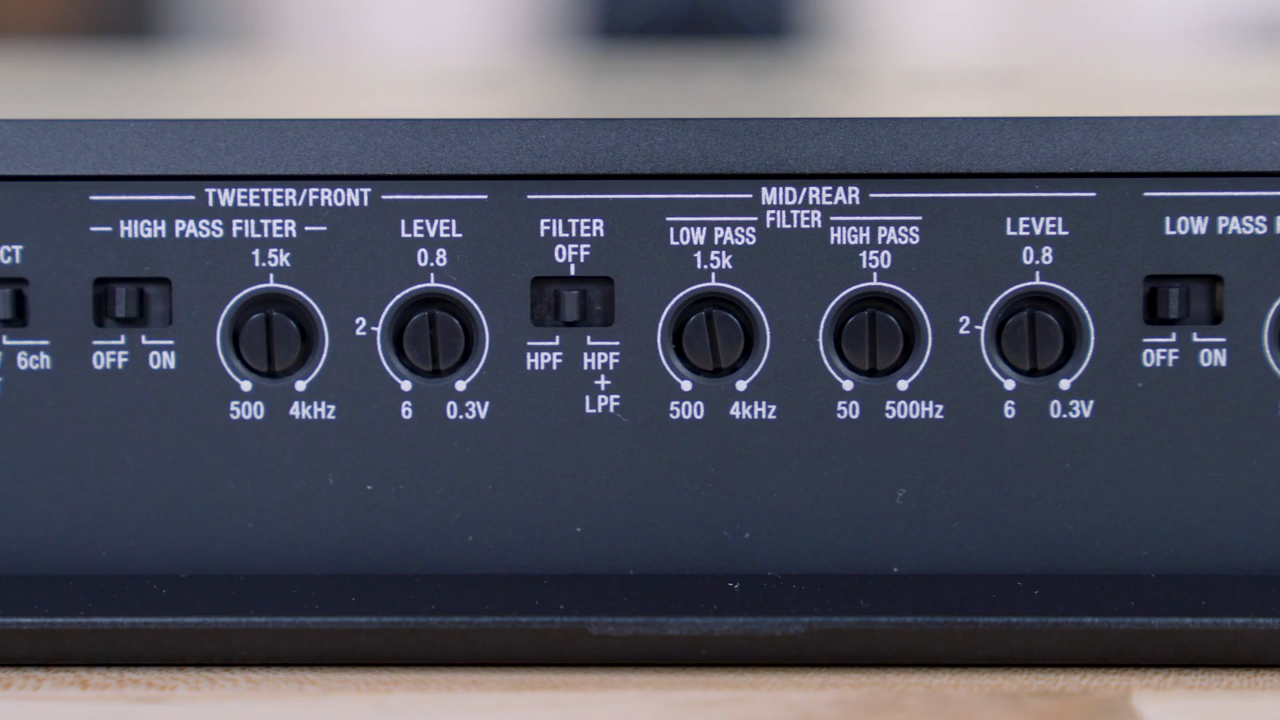 CT
6ch
TWEETER/FRONT
HIGH PASS FILTER
1.5k
OFF ON
500 4kHz
LEVEL
0.8
2
6 0.3V
MID/REAR
FILTER
OFF
HPF HPF
+
LPF
FILTER
LOW PASS HIGH PASS
1.5k 150
500 4kHz
50 500Hz
LEVEL
0.8
2
6 0.3V
LOW PASS
OFF ON